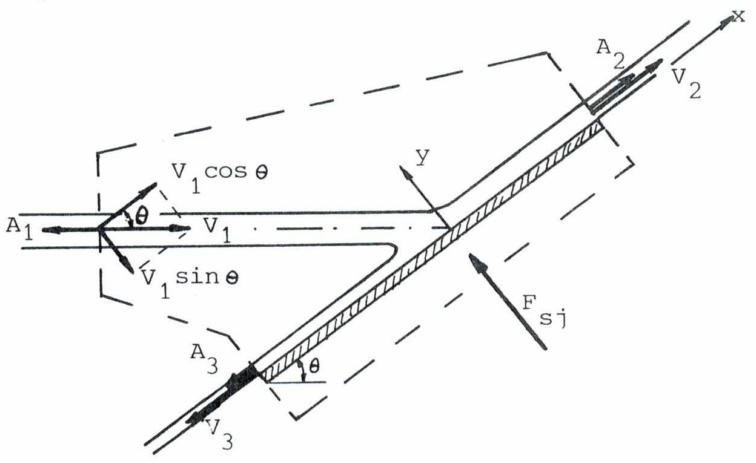 x
A2
V2
y
V1cosθ
θ
A1
V1
V1sinθ
Fsj
A3
θ
V3